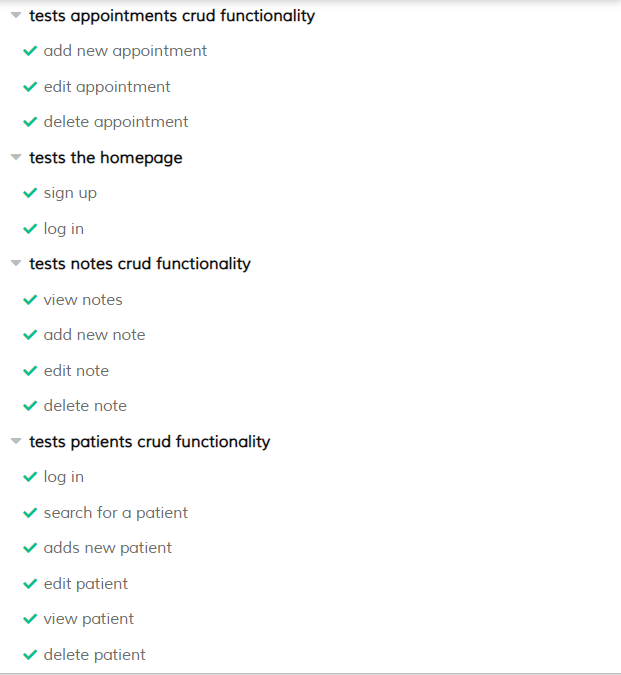 tests appointments crud functionality
add new appointment
edit appointment
delete appointment
tests the homepage
sign up
log in
tests notes crud functionality
view notes
add new note
edit note
delete note
tests patients crud functionality
log in
search for a patient
adds new patient
edit patient
view patient
delete patient